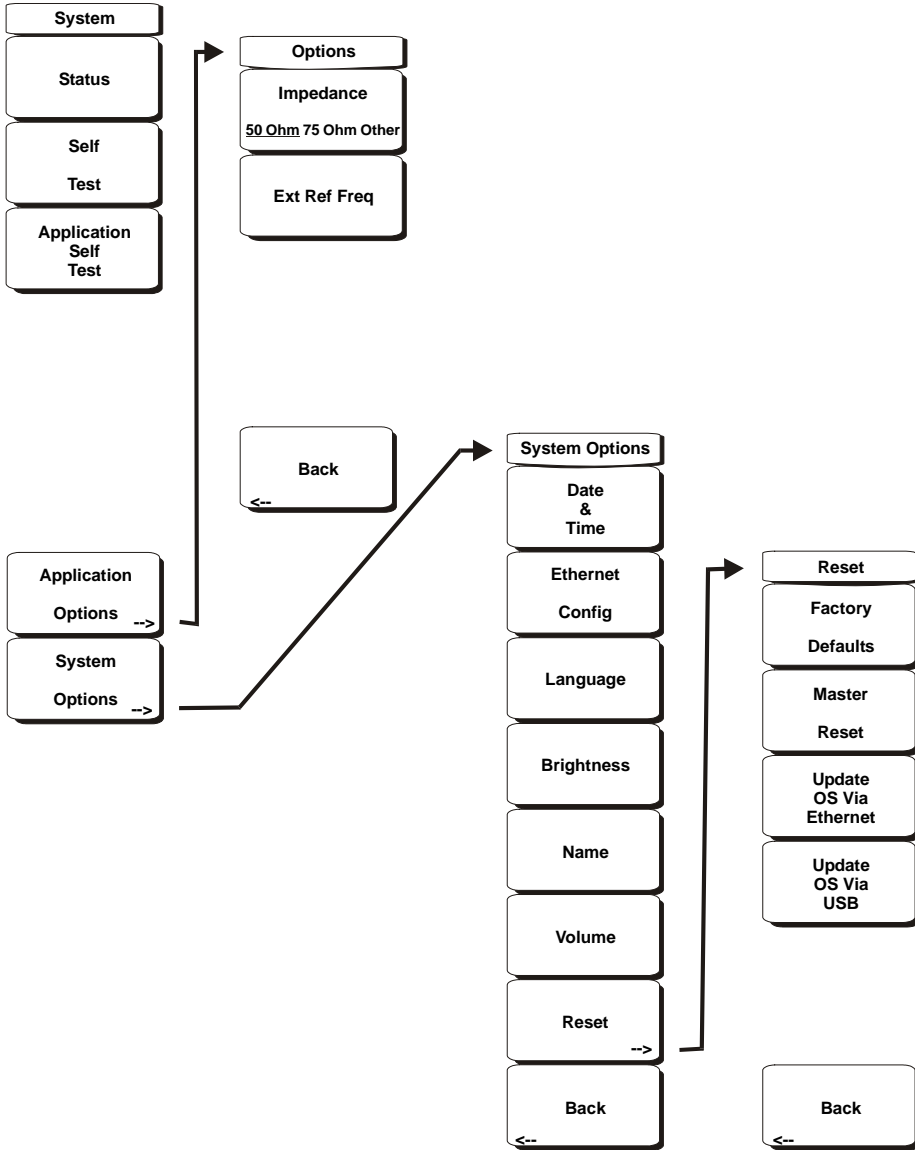 System
Status
Self
Test
Application
Self
Test
Application
Options
-->
System
Options
-->
Options
Impedance
50 Ohm 75 Ohm Other
Ext Ref Freq
Back
<--
System Options
Date
&
Time
Ethernet
Config
Language
Brightness
Name
Volume
Reset
-->
Back
<--
Reset
Factory
Defaults
Master
Reset
Update
OS Via
Ethernet
Update
OS Via
USB
Back
<--